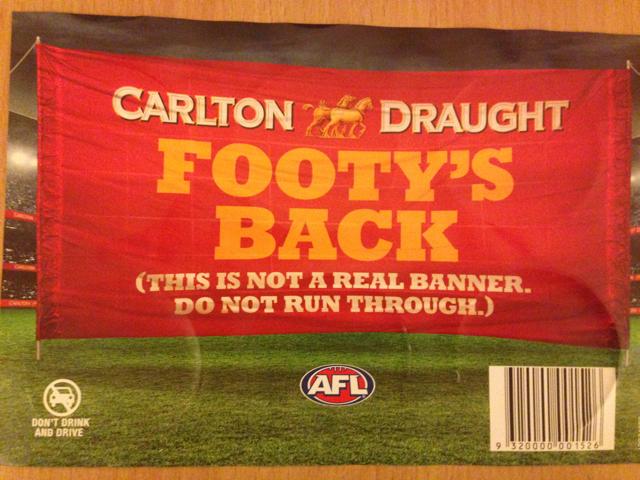 CARLTON DRAUGHT
FOOTY'S
BACK
(THIS IS NOT A REAL BANNER.
DO NOT RUN THROUGH.)
AFL
DON'T DRINK
AND DRIVE
9 320000 001526